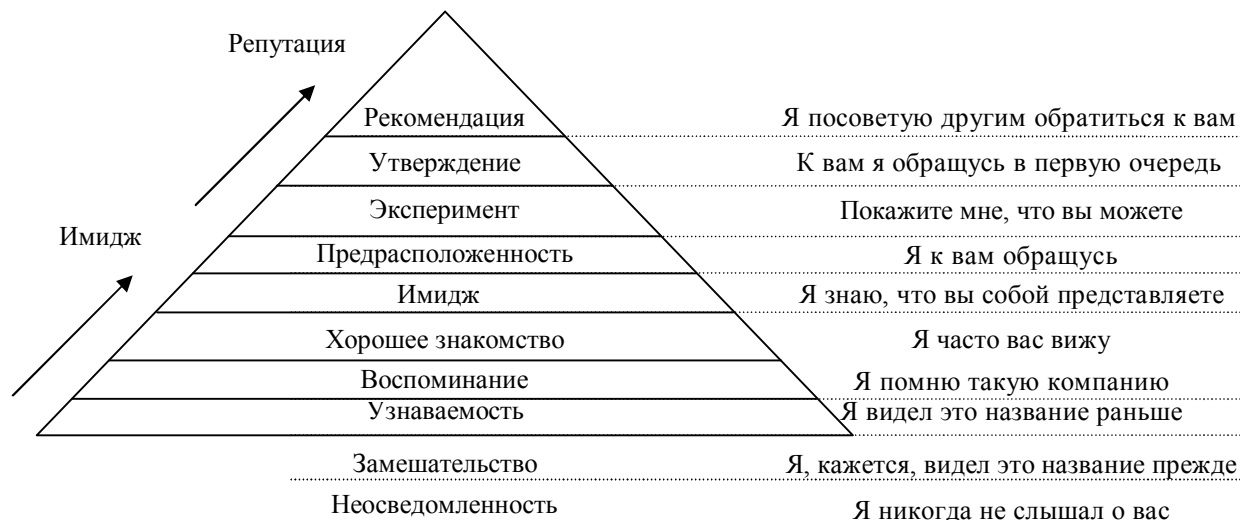 Репутация
Рекомендация
Я посоветую другим обратиться к вам
Утверждение
К вам я обращусь в первую очередь
Эксперимент
Покажите мне, что вы можете
Имидж
Предрасположенность
Я к вам обращусь
Имидж
Я знаю, что вы собой представляете
Хорошее знакомство
Я часто вас вижу
Воспоминание
Я помню такую компанию
Узнаваемость
Я видел это название раньше
Замешательство
Я, кажется, видел это название прежде
Неосведомленность
Я никогда не слышал о вас